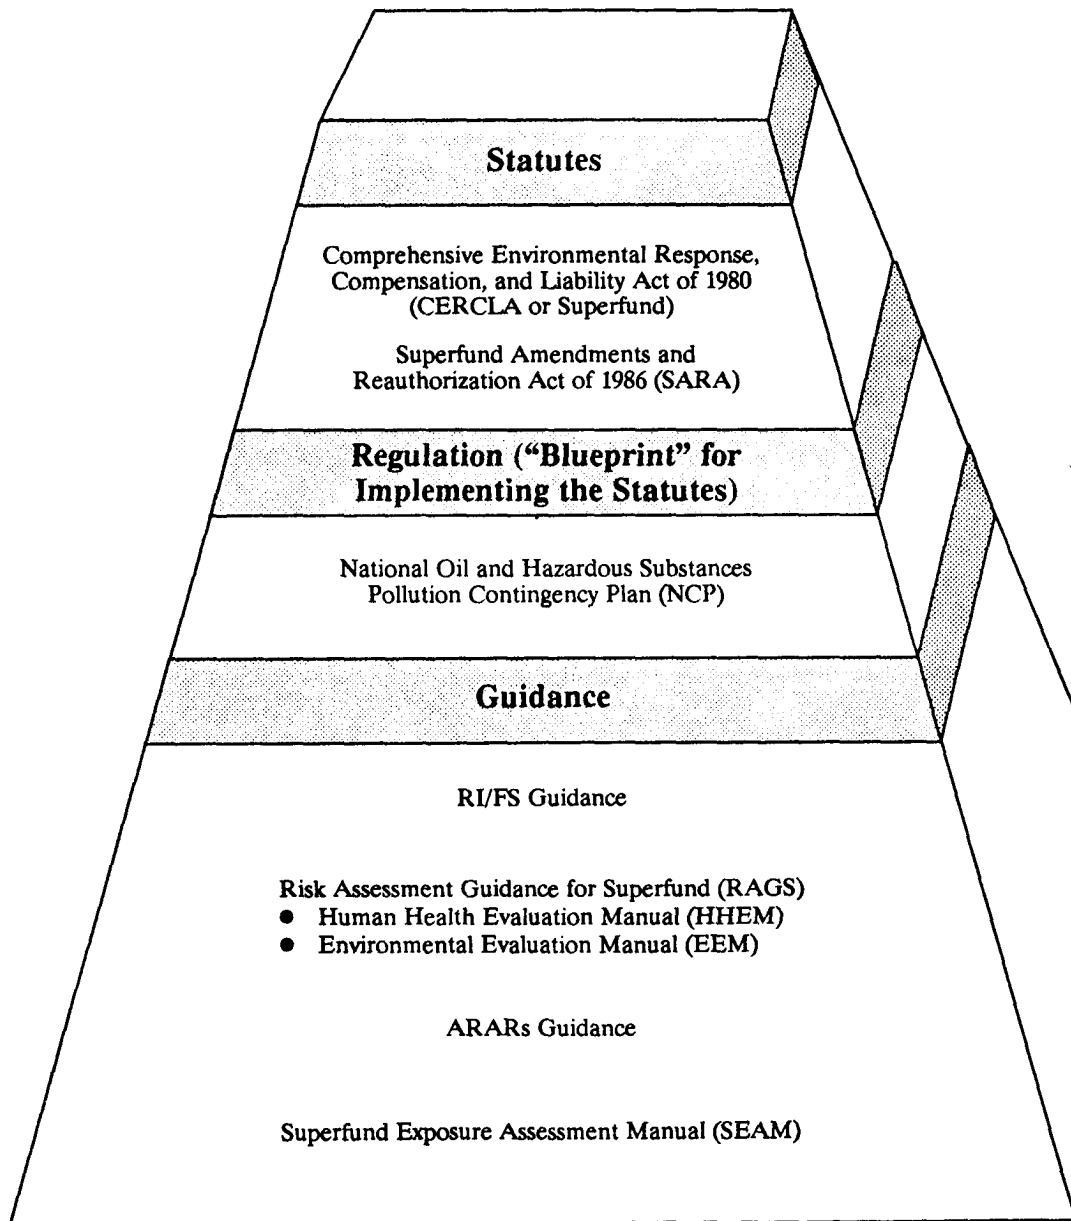 Statutes
Comprehensive Environmental Response,
Compensation, and Liability Act of 1980
(CERCLA or Superfund)
Superfund Amendments and
Reauthorization Act of 1986 (SARA)
Regulation (“Blueprint” for
Implementing the Statutes)
National Oil and Hazardous Substances
Pollution Contingency Plan (NCP)
Guidance
RI/FS Guidance
Risk Assessment Guidance for Superfund (RAGS)
● Human Health Evaluation Manual (HHEM)
● Environmental Evaluation Manual (EEM)
ARARs Guidance
Superfund Exposure Assessment Manual (SEAM)